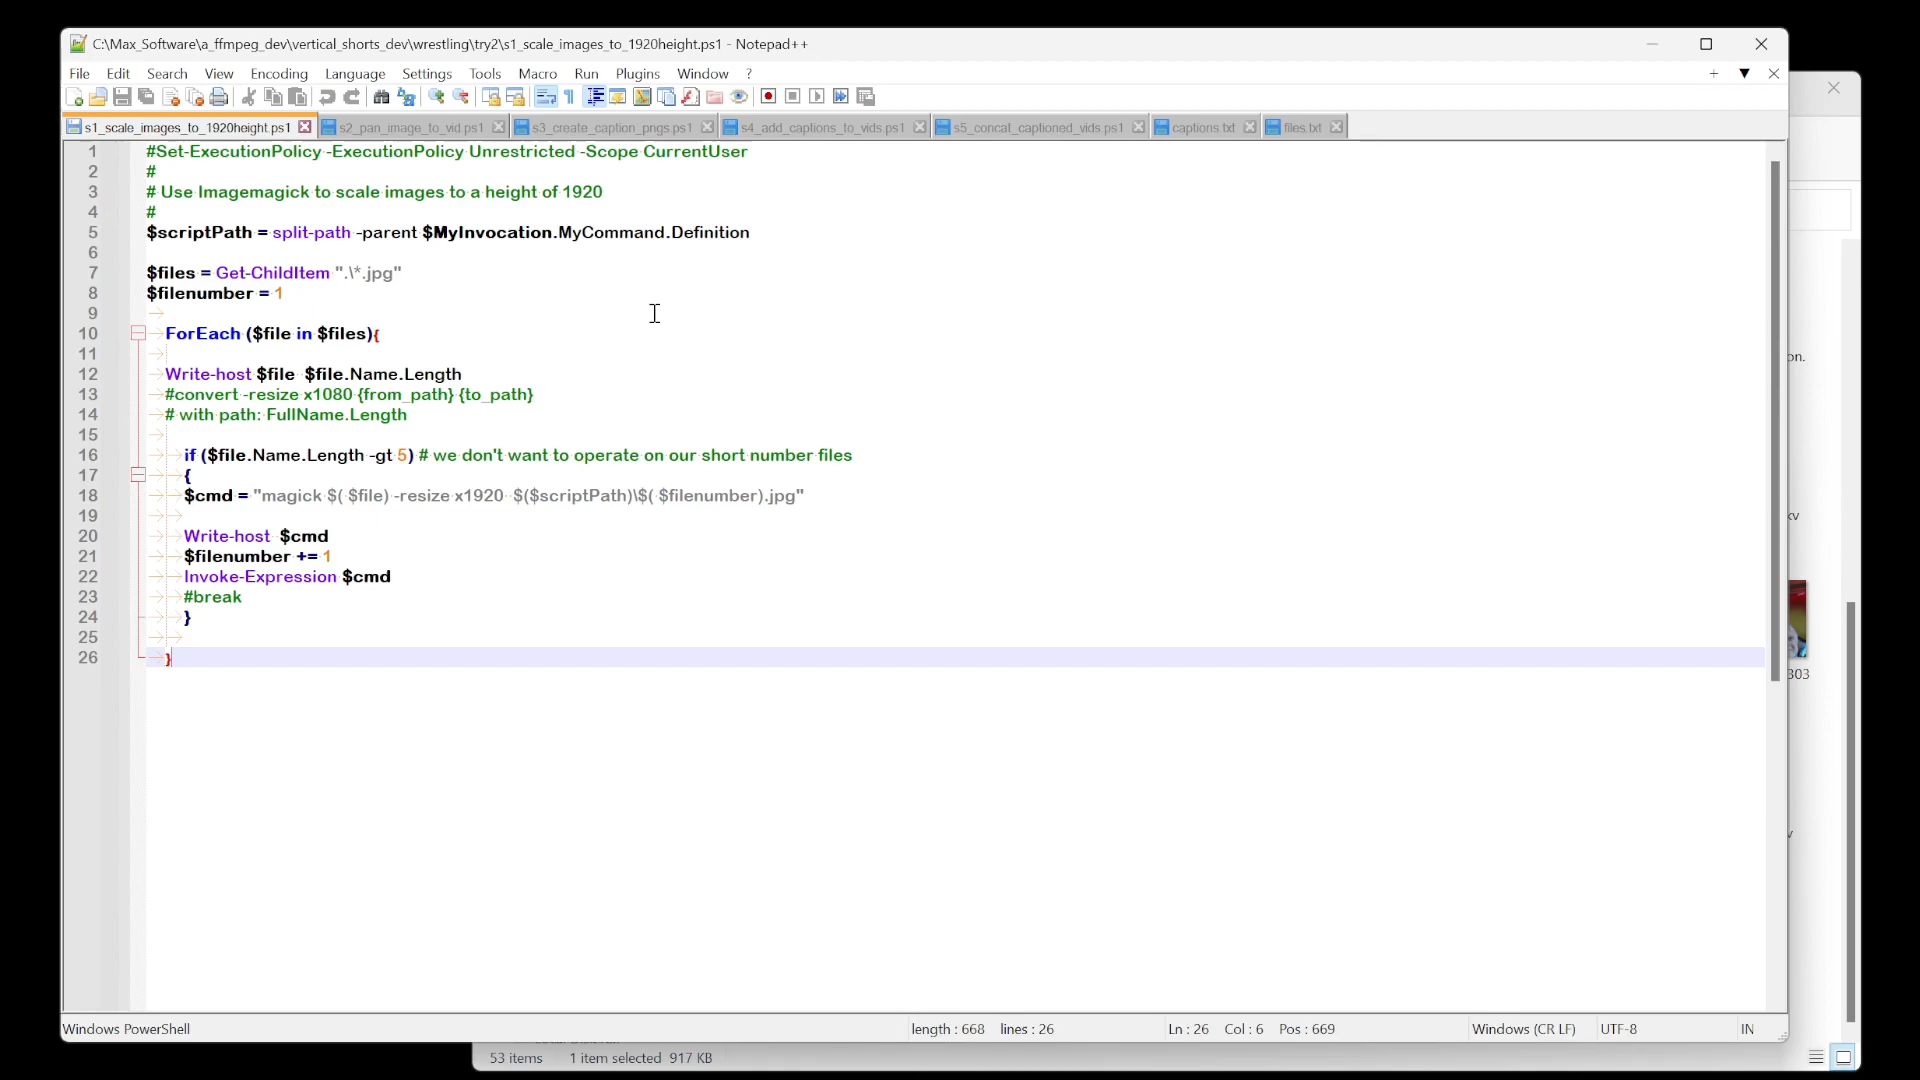 C:\Max_Software\a_ffmpeg_dev\vertical_shorts_dev\wrestling\try2\s1_scale_images_to_1920height.ps1 - Notepad++
File Edit Search View Encoding Language Settings Tools Macro Run Plugins Window ?
s1_scale_images_to_1920height.ps1 s2_pan_image_to_vid.ps1 s3_create_caption_pngs.ps1 s4_add_captions_to_vids.ps1 s5_concat_captioned_vids.ps1 captions.txt files.txt
1 #Set-ExecutionPolicy -ExecutionPolicy Unrestricted -Scope CurrentUser
2 #
3 # Use Imagemagick to scale images to a height of 1920
4 #
5 $scriptPath = split-path -parent $MyInvocation.MyCommand.Definition
6
7 $files = Get-ChildItem ".\*.jpg"
8 $filenumber = 1
9
10 ForEach ($file in $files){
11
12 Write-host $file $file.Name.Length
13 #convert -resize x1080 {from_path} {to_path}
14 # with path: FullName.Length
15
16 if ($file.Name.Length -gt 5) # we don't want to operate on our short number files
17 {
18 $cmd = "magick $( $file) -resize x1920  $($scriptPath)\$( $filenumber).jpg"
19
20 Write-host $cmd
21 $filenumber += 1
22 Invoke-Expression $cmd
23 #break
24 }
25
26 }
on.
303
Windows PowerShell length : 668 lines : 26 Ln : 26 Col : 6 Pos : 669 Windows (CR LF) UTF-8 IN
53 items 1 item selected 917 KB